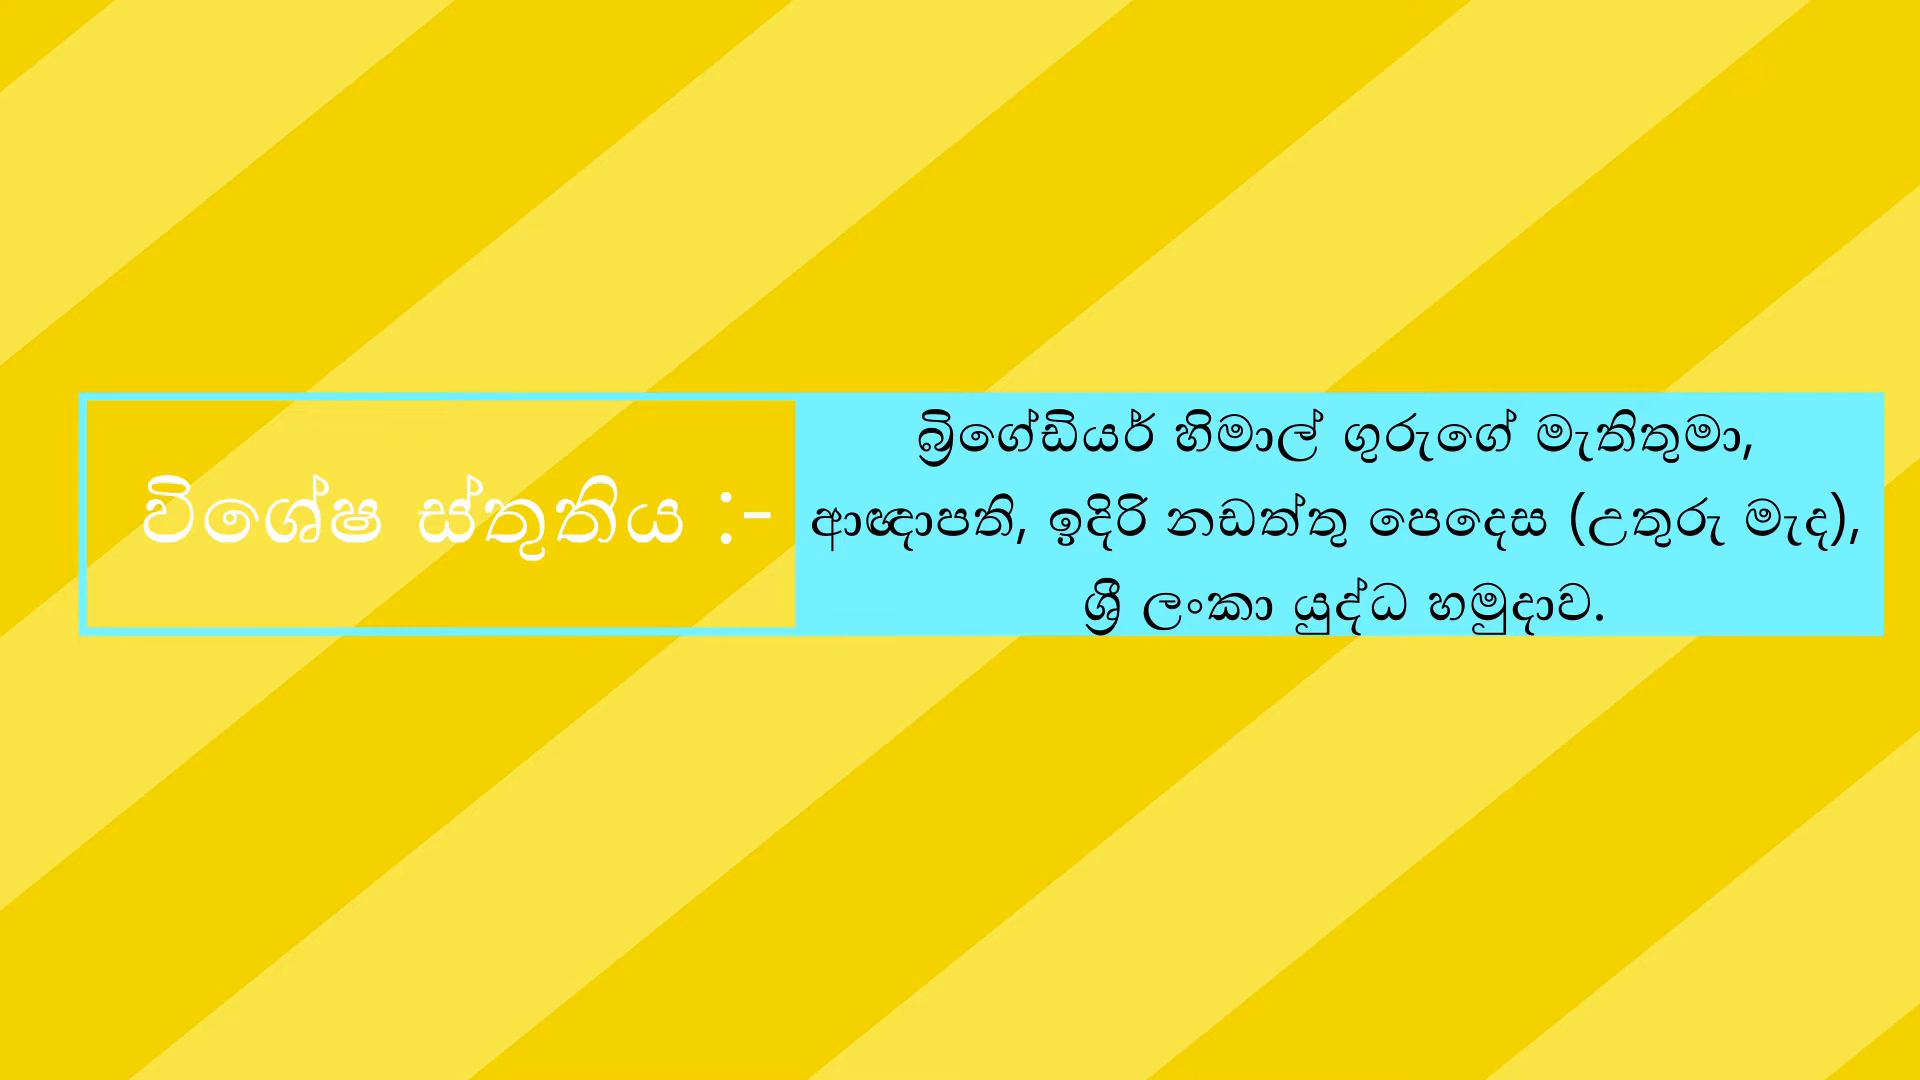 විශේෂ ස්තුතිය :-
බ්‍රිගේඩියර් හිමාල් ගුරුගේ මැතිතුමා,
ආඥාපති, ඉදිරි නඩත්තු පෙදෙස (උතුරු මැද),
ශ්‍රී ලංකා යුද්ධ හමුදාව.